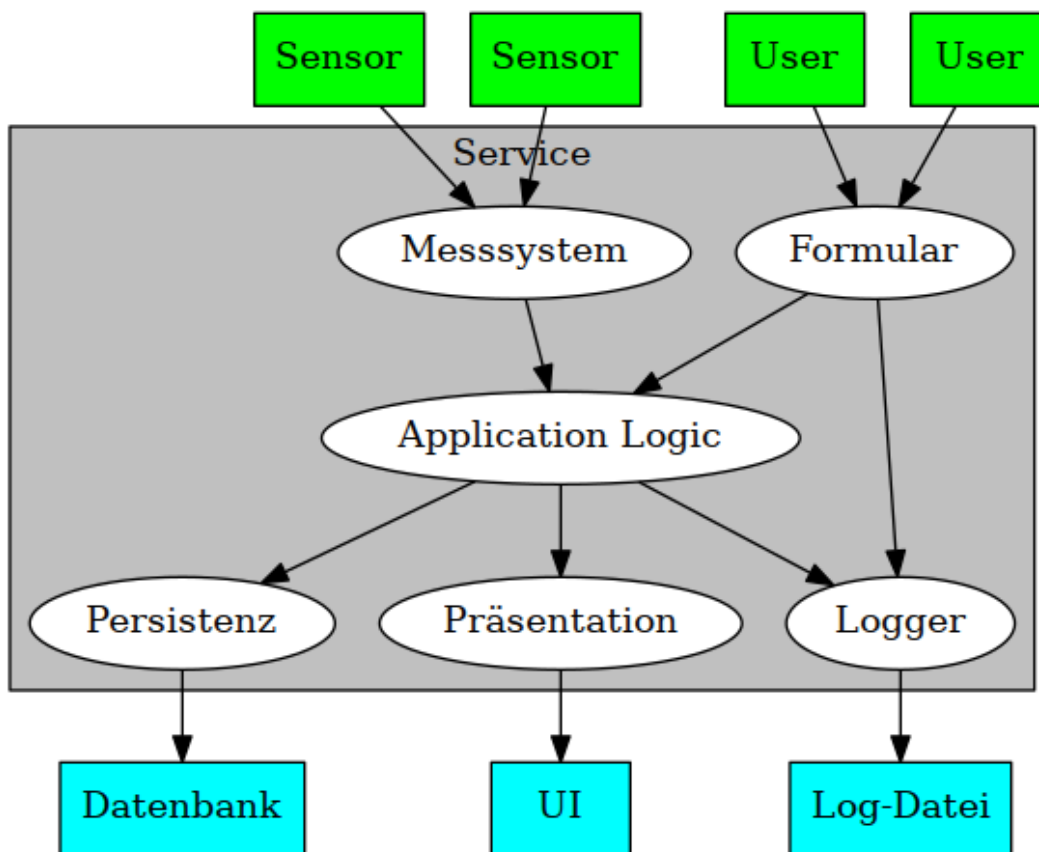 Sensor
Sensor
User
User
Service
Messsystem
Formular
Application Logic
Persistenz
Präsentation
Logger
Datenbank
UI
Log-Datei